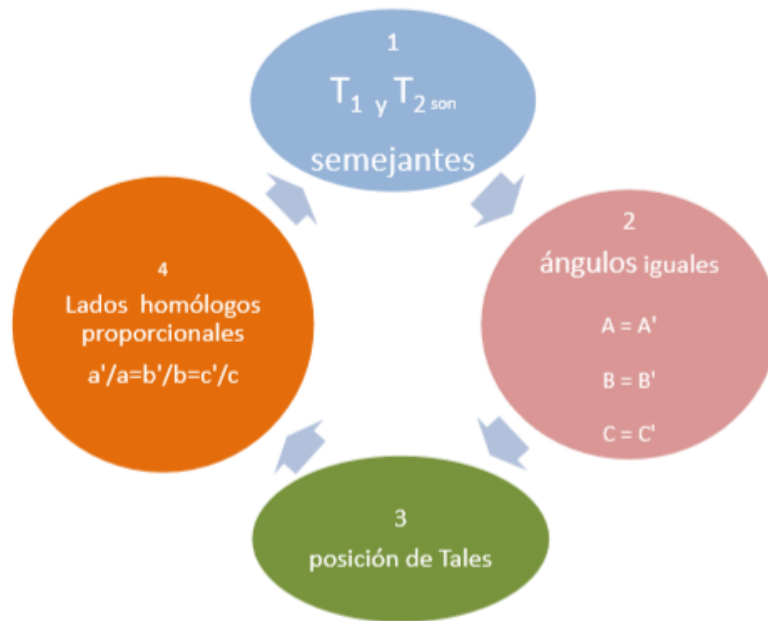 1
T₁ y T₂ son
semejantes
2
ángulos iguales
A = A'
B = B'
C = C'
3
posición de Tales
4
Lados homólogos
proporcionales
a'/a=b'/b=c'/c